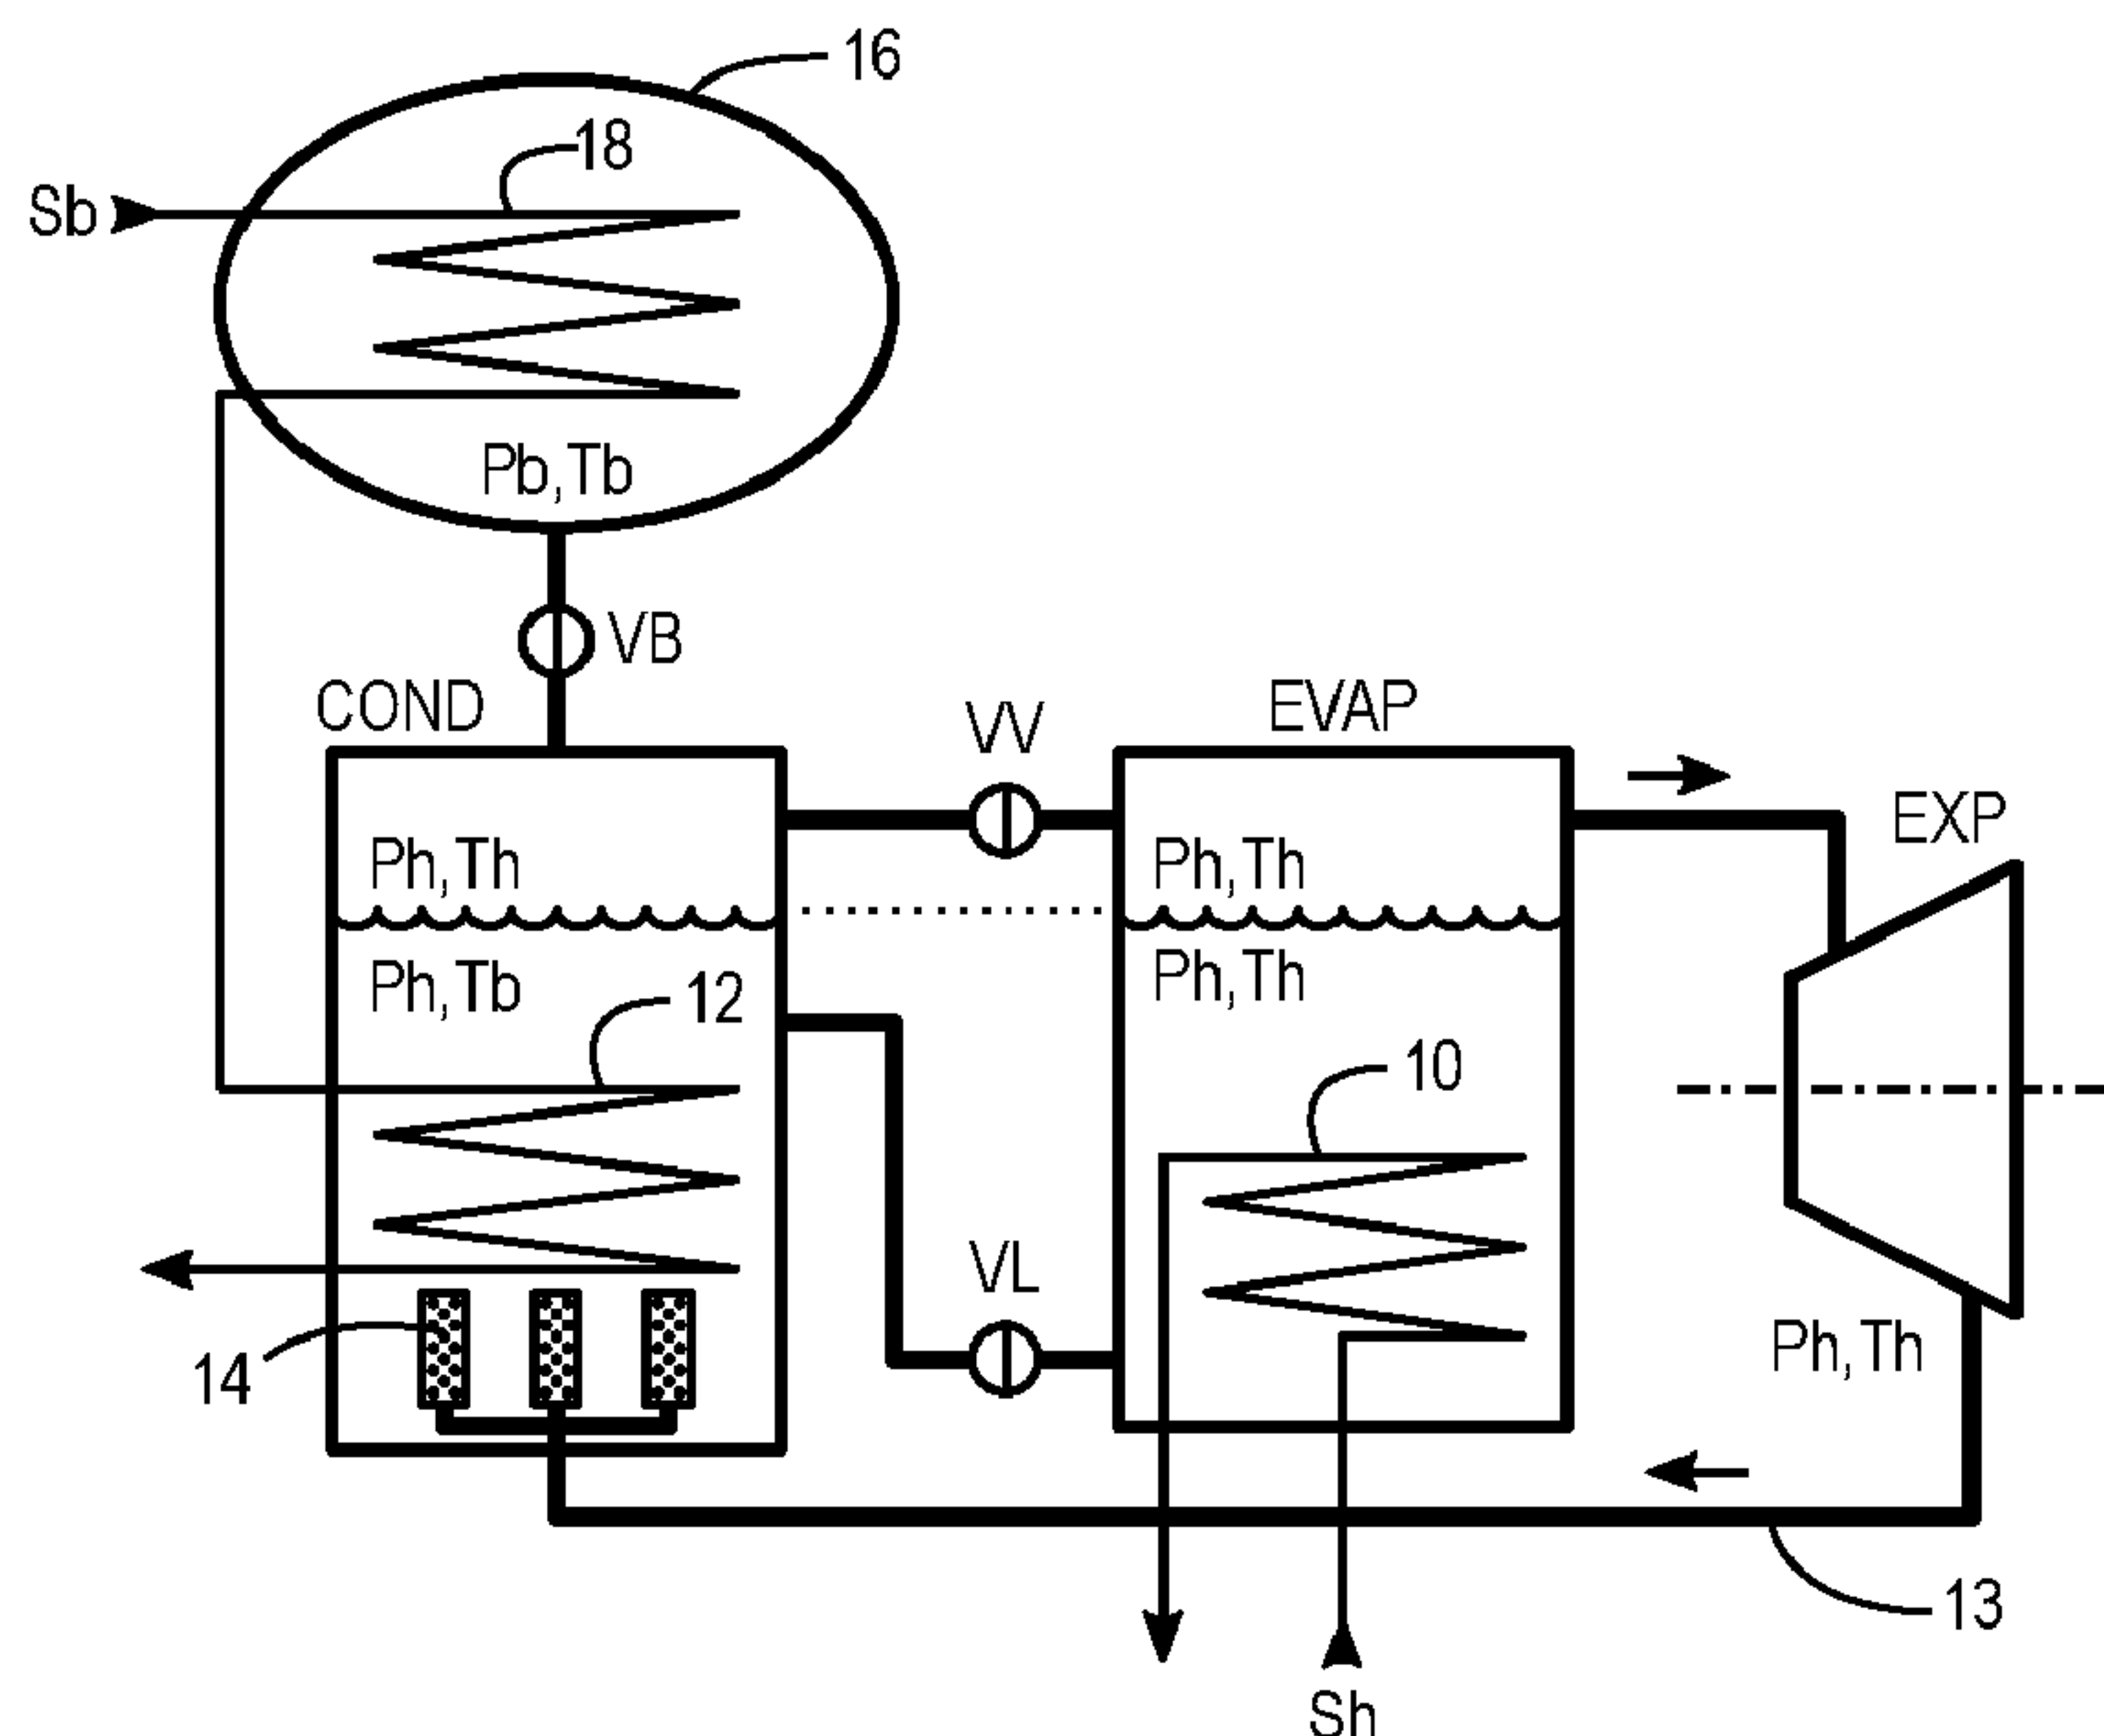 16
18
Sb
Pb,Tb
VB
COND
VV
EVAP
EXP
Ph,Th
Ph,Th
Ph,Tb
Ph,Th
12
10
VL
14
Ph,Th
13
Sh